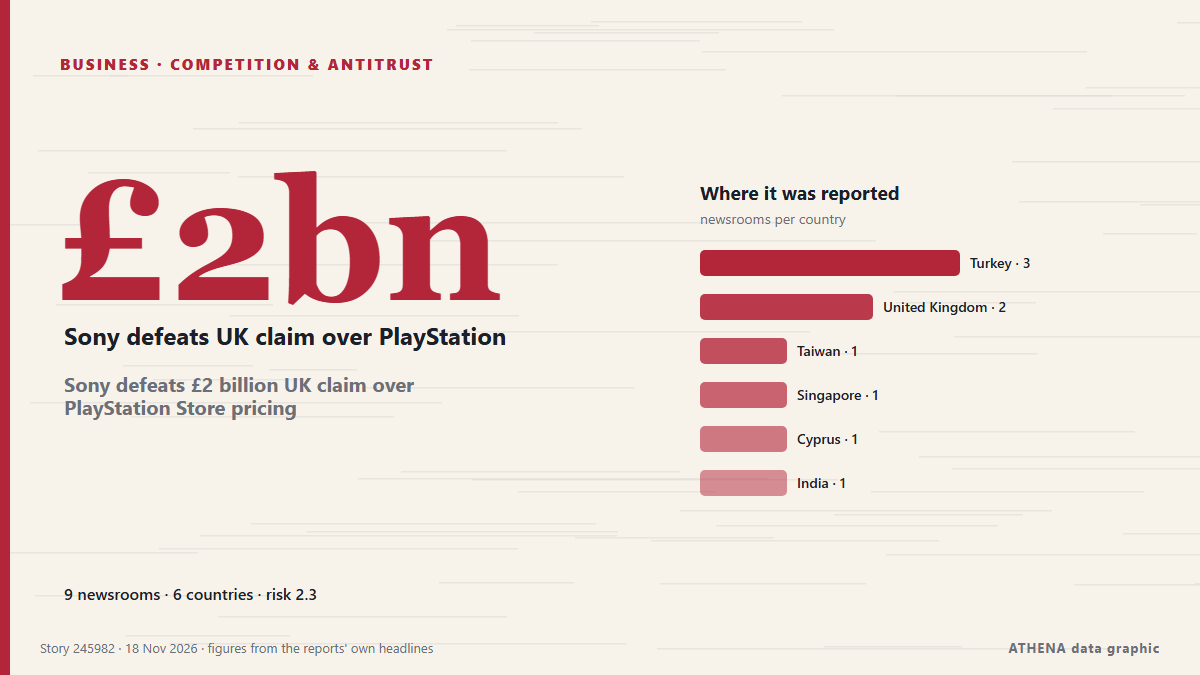 BUSINESS · COMPETITION & ANTITRUST
£2bn
Sony defeats UK claim over PlayStation
Sony defeats £2 billion UK claim over
PlayStation Store pricing
Where it was reported
newsrooms per country
Turkey · 3
United Kingdom · 2
Taiwan · 1
Singapore · 1
Cyprus · 1
India · 1
9 newsrooms · 6 countries · risk 2.3
Story 245982 · 18 Nov 2026 · figures from the reports' own headlines
ATHENA data graphic